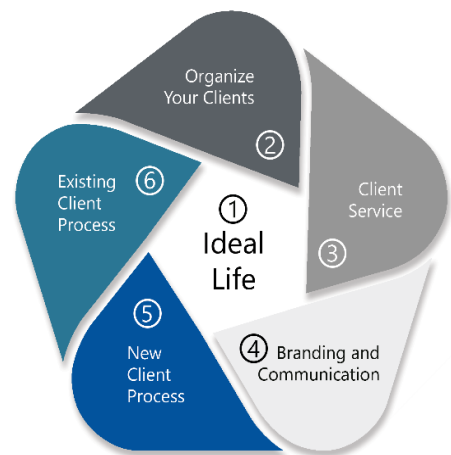 ①
Ideal
Life
Organize
Your Clients
②
Client
Service
③
④ Branding and
Communication
⑤
New
Client
Process
Existing ⑥
Client
Process